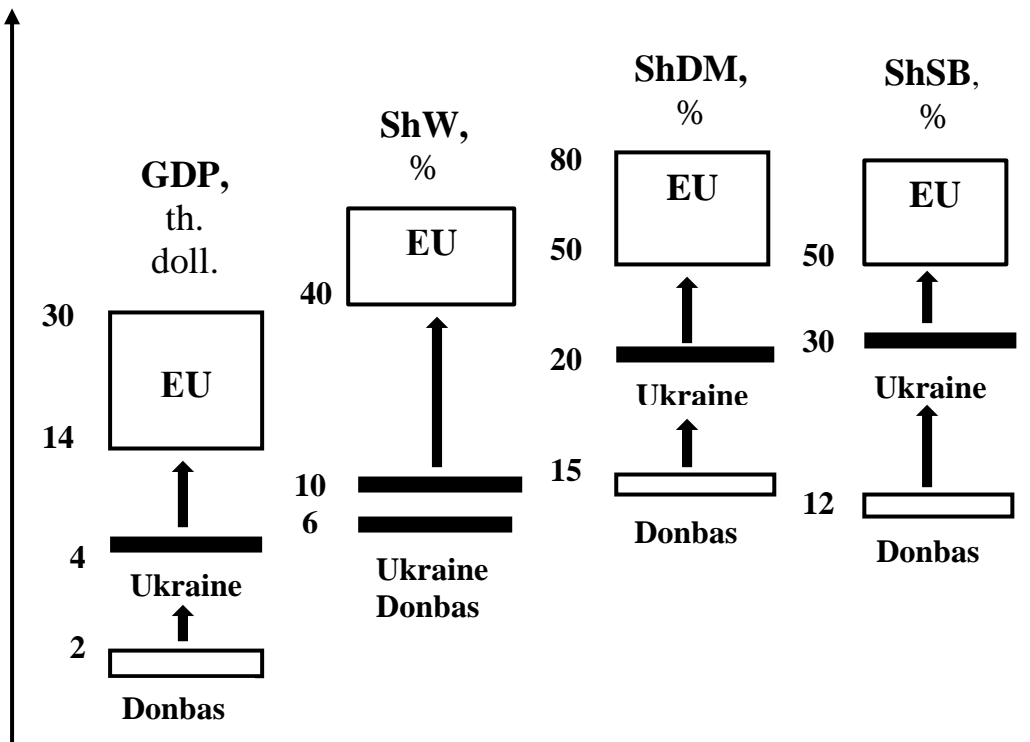 GDP,
th.
doll.
30
EU
14
4
Ukraine
2
Donbas
ShW,
%
EU
40
10
6
Ukraine
Donbas
ShDM,
%
80
EU
50
20
Ukraine
15
Donbas
ShSB,
%
EU
50
30
Ukraine
12
Donbas